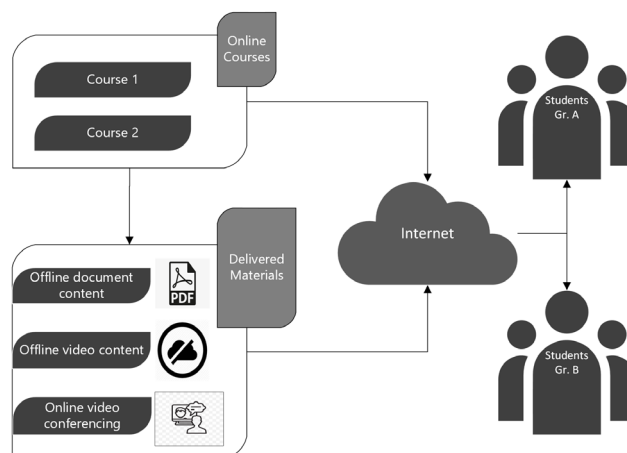 Online
Courses
Course 1
Course 2
Delivered
Materials
Offline document
content
PDF
Offline video content
Online video
conferencing
Internet
Students
Gr. A
Students
Gr. B